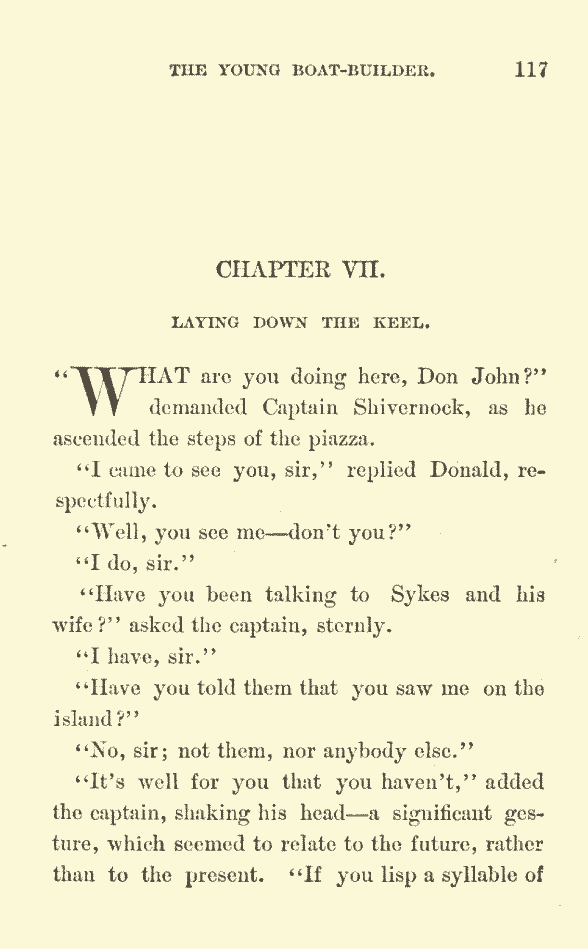 THE YOUNG BOAT-BUILDER. 117
CHAPTER VII.
LAYING DOWN THE KEEL.
“WHAT are you doing here, Don John?”
demanded Captain Shivernock, as he
ascended the steps of the piazza.
“I came to see you, sir,” replied Donald, re-
spectfully.
“Well, you see me—don’t you?”
“I do, sir.”
“Have you been talking to Sykes and his
wife?” asked the captain, sternly.
“I have, sir.”
“Have you told them that you saw me on the
island?”
“No, sir; not them, nor anybody else.”
“It’s well for you that you haven’t,” added
the captain, shaking his head—a significant ges-
ture, which seemed to relate to the future, rather
than to the present. “If you lisp a syllable of